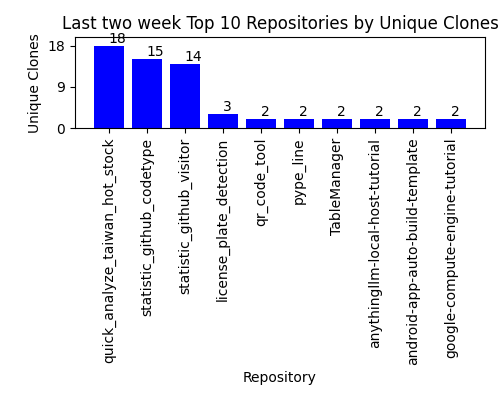 Last two week Top 10 Repositories by Unique Clones
Unique Clones
18
9
0
18
15
14
3
2
2
2
2
2
2
quick_analyze_taiwan_hot_stock
statistic_github_codetype
statistic_github_visitor
license_plate_detection
qr_code_tool
pype_line
TableManager
anythingllm-local-host-tutorial
android-app-auto-build-template
google-compute-engine-tutorial
Repository